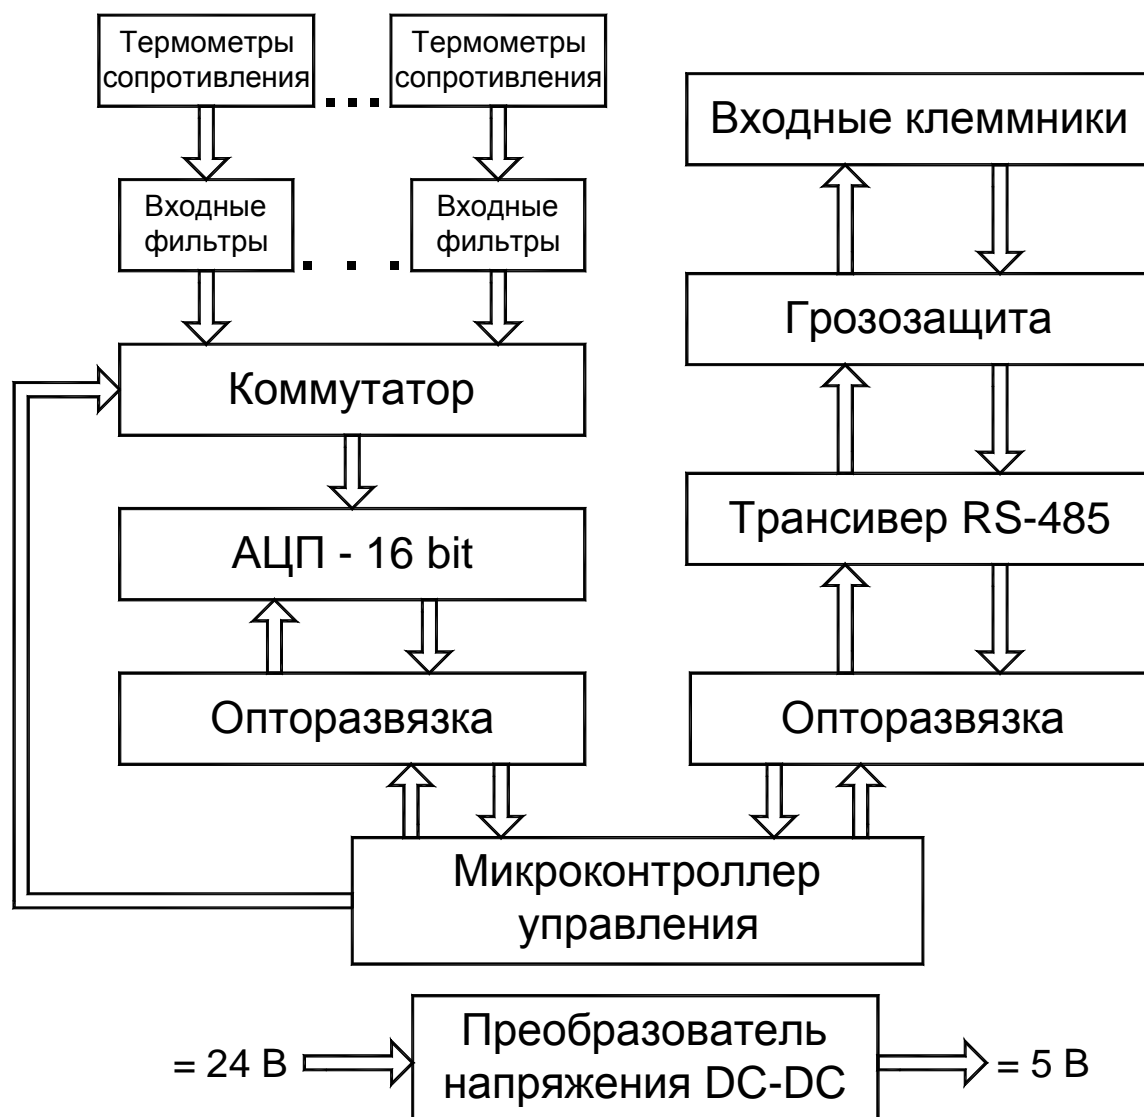 Термометры
сопротивления
Термометры
сопротивления
Входные клеммники
Входные
фильтры
Входные
фильтры
Грозозащита
Коммутатор
Трансивер RS-485
АЦП - 16 bit
Опторазвязка
Опторазвязка
Микроконтроллер
управления
= 24 В
Преобразователь
напряжения DC-DC
= 5 В